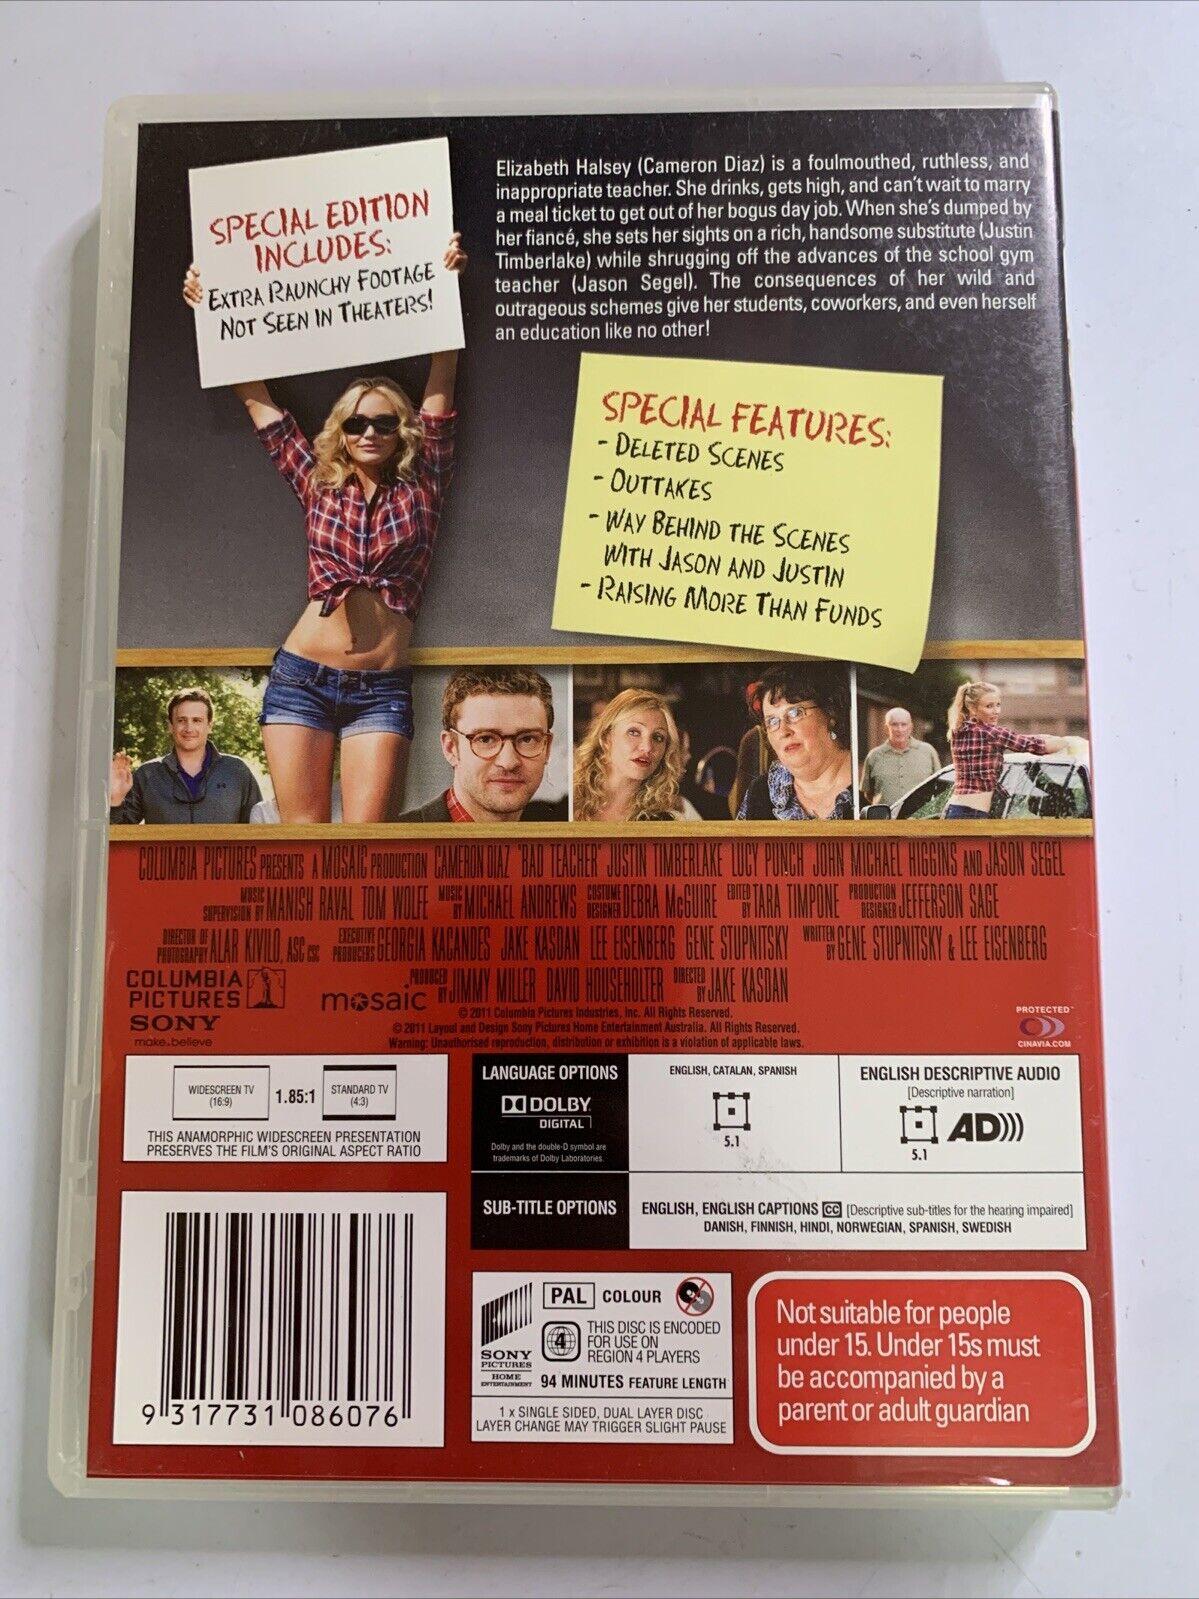 SPECIAL EDITION
INCLUDES:
EXTRA RAUNCHY FOOTAGE
NOT SEEN IN THEATERS!
Elizabeth Halsey (Cameron Diaz) is a foulmouthed, ruthless, and
inappropriate teacher. She drinks, gets high, and can't wait to marry
a meal ticket to get out of her bogus day job. When she's dumped by
her fiancé, she sets her sights on a rich, handsome substitute (Justin
Timberlake) while shrugging off the advances of the school gym
teacher (Jason Segel). The consequences of her wild and
outrageous schemes give her students, coworkers, and even herself
an education like no other!
SPECIAL FEATURES:
- DELETED SCENES
- OUTTAKES
- WAY BEHIND THE SCENES
WITH JASON AND JUSTIN
- RAISING MORE THAN FUNDS
COLUMBIA PICTURES PRESENTS A MOSAIC PRODUCTION CAMERON DIAZ "BAD TEACHER" JUSTIN TIMBERLAKE LUCY PUNCH JOHN MICHAEL HIGGINS AND JASON SEGEL
MUSIC SUPERVISION BY MANISH RAVAL TOM WOLFE MUSIC BY MICHAEL ANDREWS COSTUME DESIGNER DEBRA McGUIRE EDITED BY TARA TIMPONE PRODUCTION DESIGNER JEFFERSON SAGE
DIRECTOR OF PHOTOGRAPHY ALAR KIVILO, ASC CSC EXECUTIVE PRODUCERS GEORGIA KACANDES JAKE KASDAN LEE EISENBERG GENE STUPNITSKY WRITTEN BY GENE STUPNITSKY & LEE EISENBERG
PRODUCED BY JIMMY MILLER DAVID HOUSEHOLTER DIRECTED BY JAKE KASDAN
COLUMBIA
PICTURES
SONY
make.believe
mosaic
© 2011 Columbia Pictures Industries, Inc. All Rights Reserved.
© 2011 Layout and Design Sony Pictures Home Entertainment Australia. All Rights Reserved.
Warning: Unauthorised reproduction, distribution or exhibition is a violation of applicable laws.
PROTECTED
CINAVIA.COM
WIDESCREEN TV
(16:9)
1.85:1
STANDARD TV
(4:3)
THIS ANAMORPHIC WIDESCREEN PRESENTATION
PRESERVES THE FILM'S ORIGINAL ASPECT RATIO
LANGUAGE OPTIONS
DOLBY
DIGITAL
Dolby and the double-D symbol are
trademarks of Dolby Laboratories.
ENGLISH, CATALAN, SPANISH
5.1
ENGLISH DESCRIPTIVE AUDIO
[Descriptive narration]
5.1
AD)))
SUB-TITLE OPTIONS
ENGLISH, ENGLISH CAPTIONS CC [Descriptive sub-titles for the hearing impaired]
DANISH, FINNISH, HINDI, NORWEGIAN, SPANISH, SWEDISH
9 317731 086076
SONY
PICTURES
HOME
ENTERTAINMENT
PAL COLOUR
4
THIS DISC IS ENCODED
FOR USE ON
REGION 4 PLAYERS
94 MINUTES FEATURE LENGTH
1 x SINGLE SIDED, DUAL LAYER DISC
LAYER CHANGE MAY TRIGGER SLIGHT PAUSE
Not suitable for people
under 15. Under 15s must
be accompanied by a
parent or adult guardian